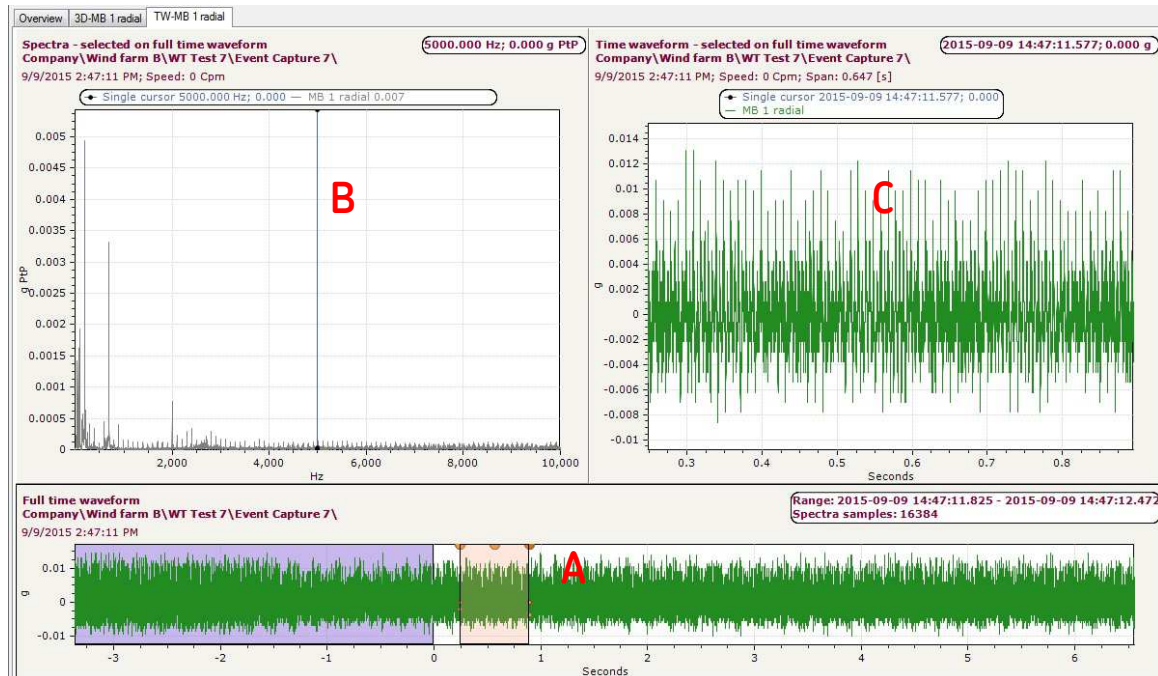 Overview 3D-MB 1 radial TW-MB 1 radial
Spectra - selected on full time waveform
5000.000 Hz; 0.000 g PtP
Company\Wind farm B\WT Test 7\Event Capture 7\
9/9/2015 2:47:11 PM; Speed: 0 Cpm
Single cursor 5000.000 Hz; 0.000 — MB 1 radial 0.007
0.005
0.0045
0.004
0.0035
0.003
0.0025
0.002
0.0015
0.001
0.0005
0
g PtP
B
2,000 4,000 6,000 8,000 10,000
Hz
Time waveform - selected on full time waveform
2015-09-09 14:47:11.577; 0.000 g
Company\Wind farm B\WT Test 7\Event Capture 7\
9/9/2015 2:47:11 PM; Speed: 0 Cpm; Span: 0.647 [s]
Single cursor 2015-09-09 14:47:11.577; 0.000
— MB 1 radial
0.014
0.012
0.01
0.008
0.006
0.004
0.002
0
-0.002
-0.004
-0.006
-0.008
-0.01
g
C
0.3 0.4 0.5 0.6 0.7 0.8
Seconds
Full time waveform
Company\Wind farm B\WT Test 7\Event Capture 7\
9/9/2015 2:47:11 PM
Range: 2015-09-09 14:47:11.825 - 2015-09-09 14:47:12.472
Spectra samples: 16384
0.01
0
-0.01
g
A
-3 -2 -1 0 1 2 3 4 5 6
Seconds